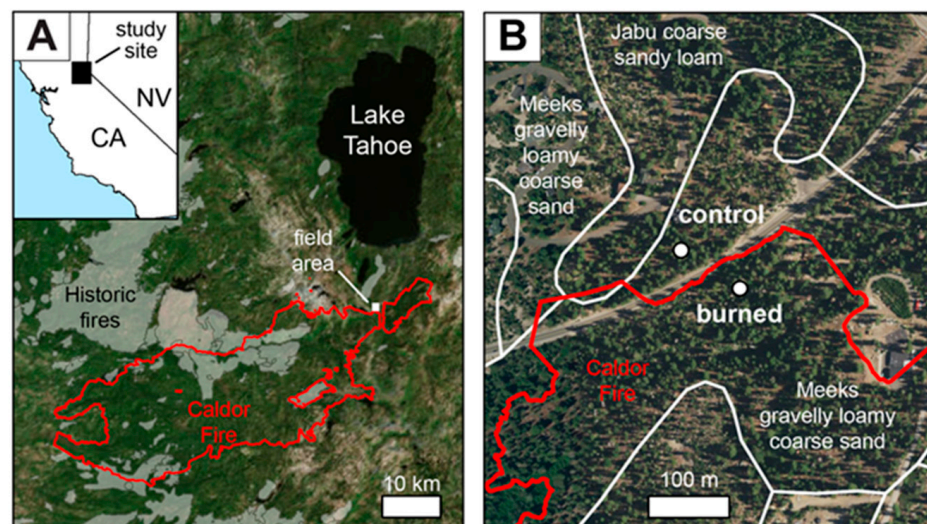 A
study
site
NV
CA
Lake
Tahoe
field
area
Historic
fires
Caldor
Fire
10 km
B
Jabu coarse
sandy loam
Meeks
gravelly
loamy
coarse
sand
control
burned
Caldor
Fire
Meeks
gravelly loamy
coarse sand
100 m